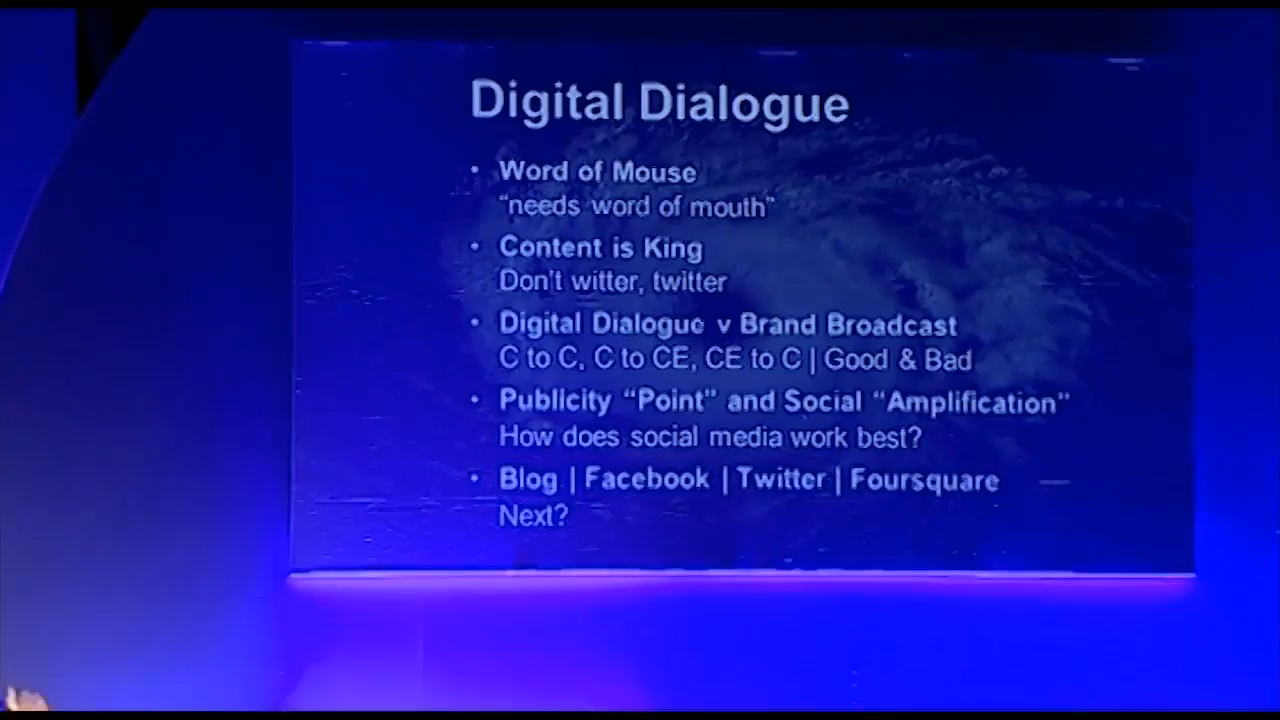 Digital Dialogue
• Word of Mouse
“needs word of mouth”
• Content is King
Don't witter, twitter
• Digital Dialogue v Brand Broadcast
C to C, C to CE, CE to C | Good & Bad
• Publicity “Point” and Social “Amplification”
How does social media work best?
• Blog | Facebook | Twitter | Foursquare
Next?